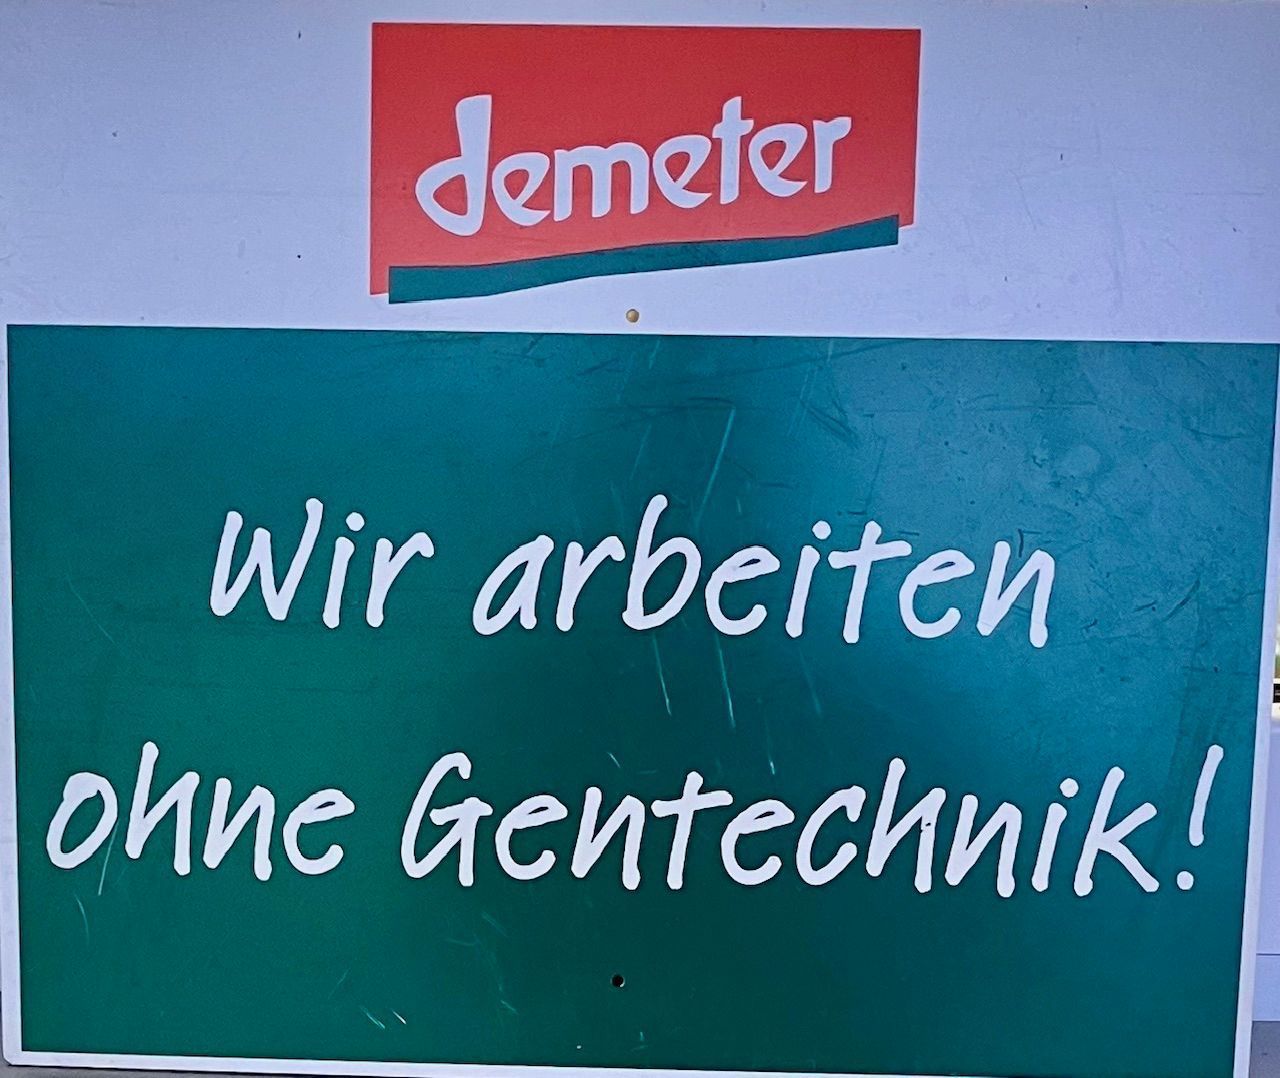 demeter
Wir arbeiten
ohne Gentechnik!